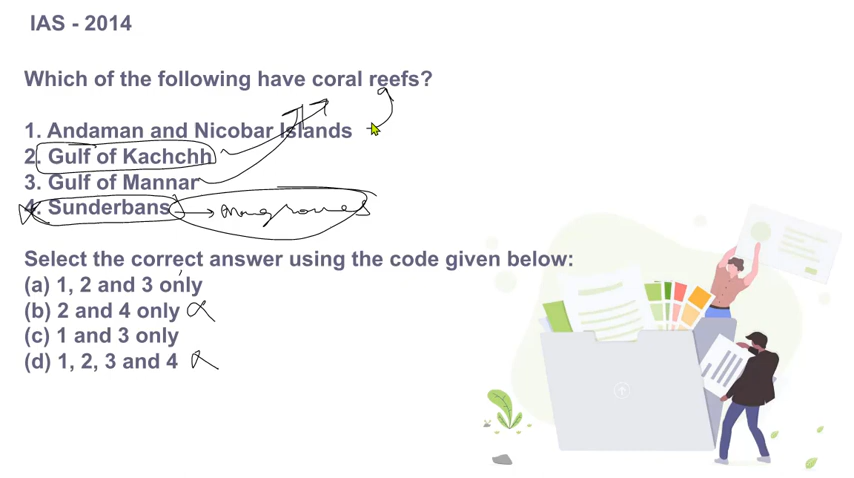 IAS - 2014
Which of the following have coral reefs?
1. Andaman and Nicobar Islands
2. Gulf of Kachchh
3. Gulf of Mannar
4. Sunderbans → mangroves
Select the correct answer using the code given below:
(a) 1, 2 and 3 only
(b) 2 and 4 only
(c) 1 and 3 only
(d) 1, 2, 3 and 4